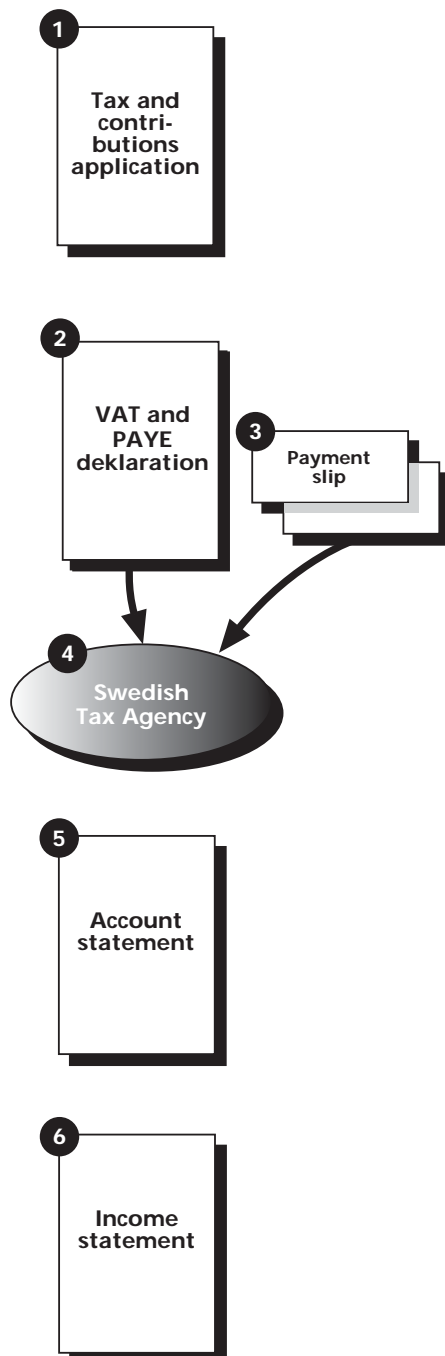 1
Tax and
contri-
butions
application
2
VAT and
PAYE
deklaration
3
Payment
slip
4
Swedish
Tax Agency
5
Account
statement
6
Income
statement